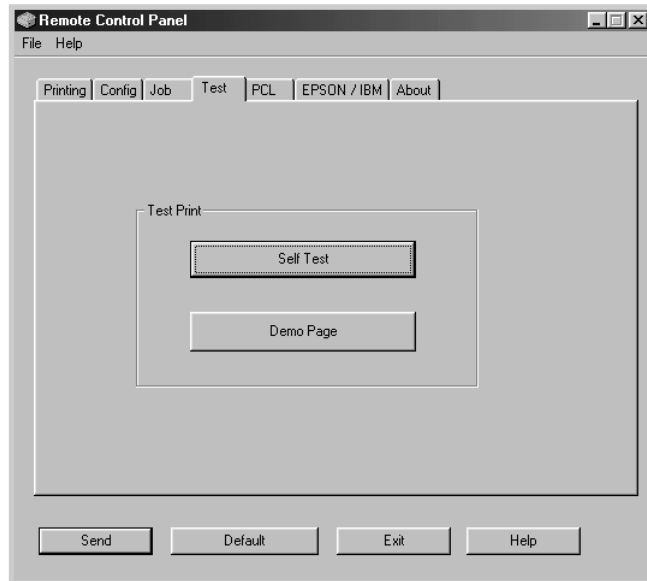 Remote Control Panel
File Help
Printing Config Job Test PCL EPSON / IBM About
Test Print
Self Test
Demo Page
Send Default Exit Help